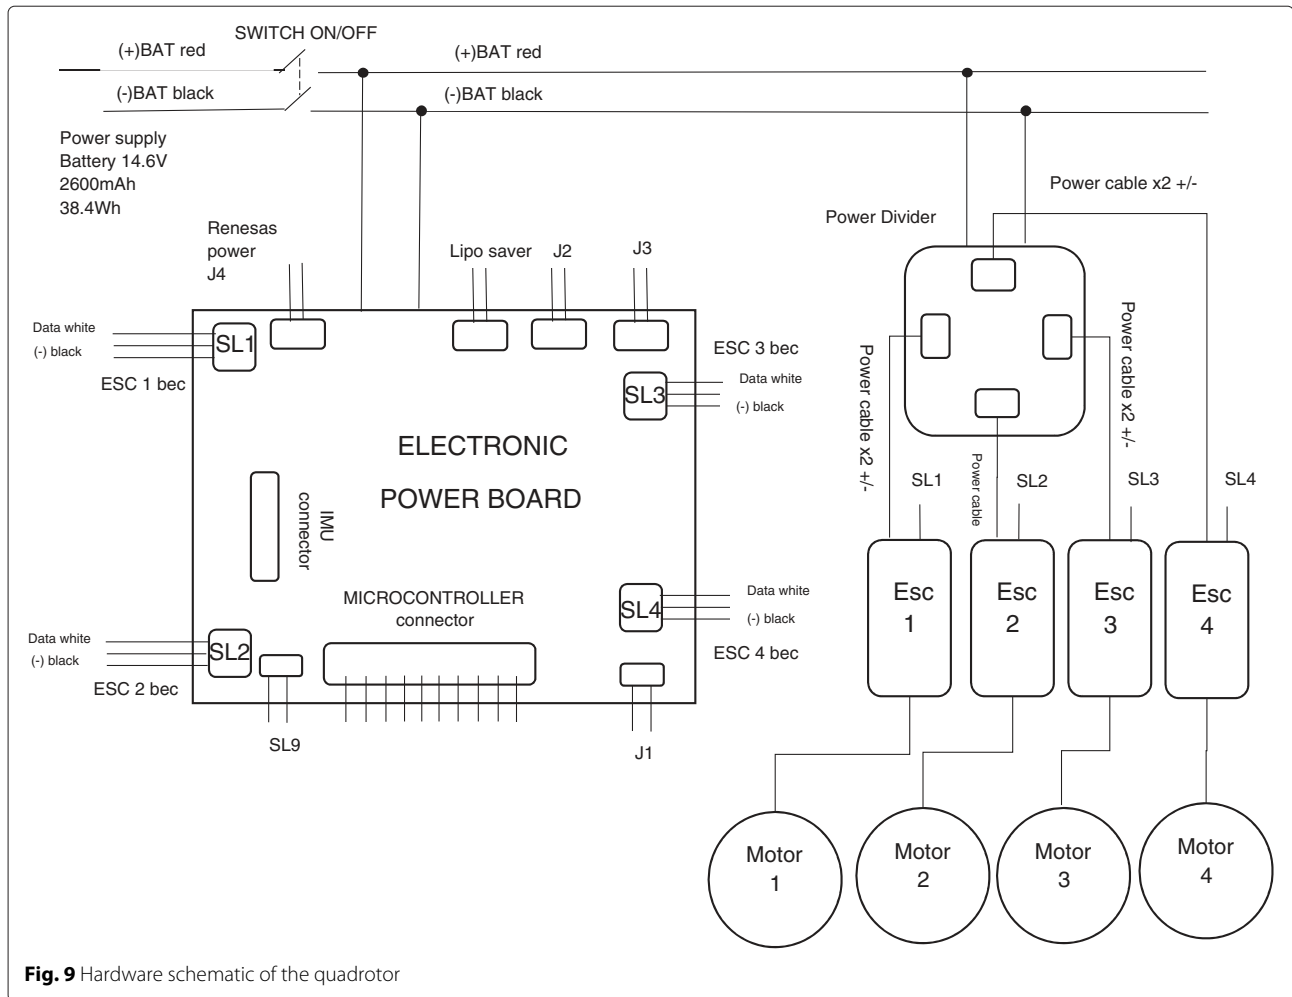 SWITCH ON/OFF
(+)BAT red
(+)BAT red
(-)BAT black
(-)BAT black
Power supply
Battery 14.6V
2600mAh
38.4Wh
Power cable x2 +/-
Power Divider
Renesas
power
J4
Lipo saver
J2
J3
Data white
(-) black
SL1
ESC 1 bec
ESC 3 bec
Data white
(-) black
SL3
ELECTRONIC
POWER BOARD
IMU
connector
MICROCONTROLLER
connector
Data white
(-) black
SL4
ESC 4 bec
Data white
(-) black
SL2
ESC 2 bec
SL9
J1
Power cable x2 +/-
Power cable
Power cable x2 +/-
SL1
SL2
SL3
SL4
Esc
1
Esc
2
Esc
3
Esc
4
Motor
1
Motor
2
Motor
3
Motor
4
Fig. 9 Hardware schematic of the quadrotor